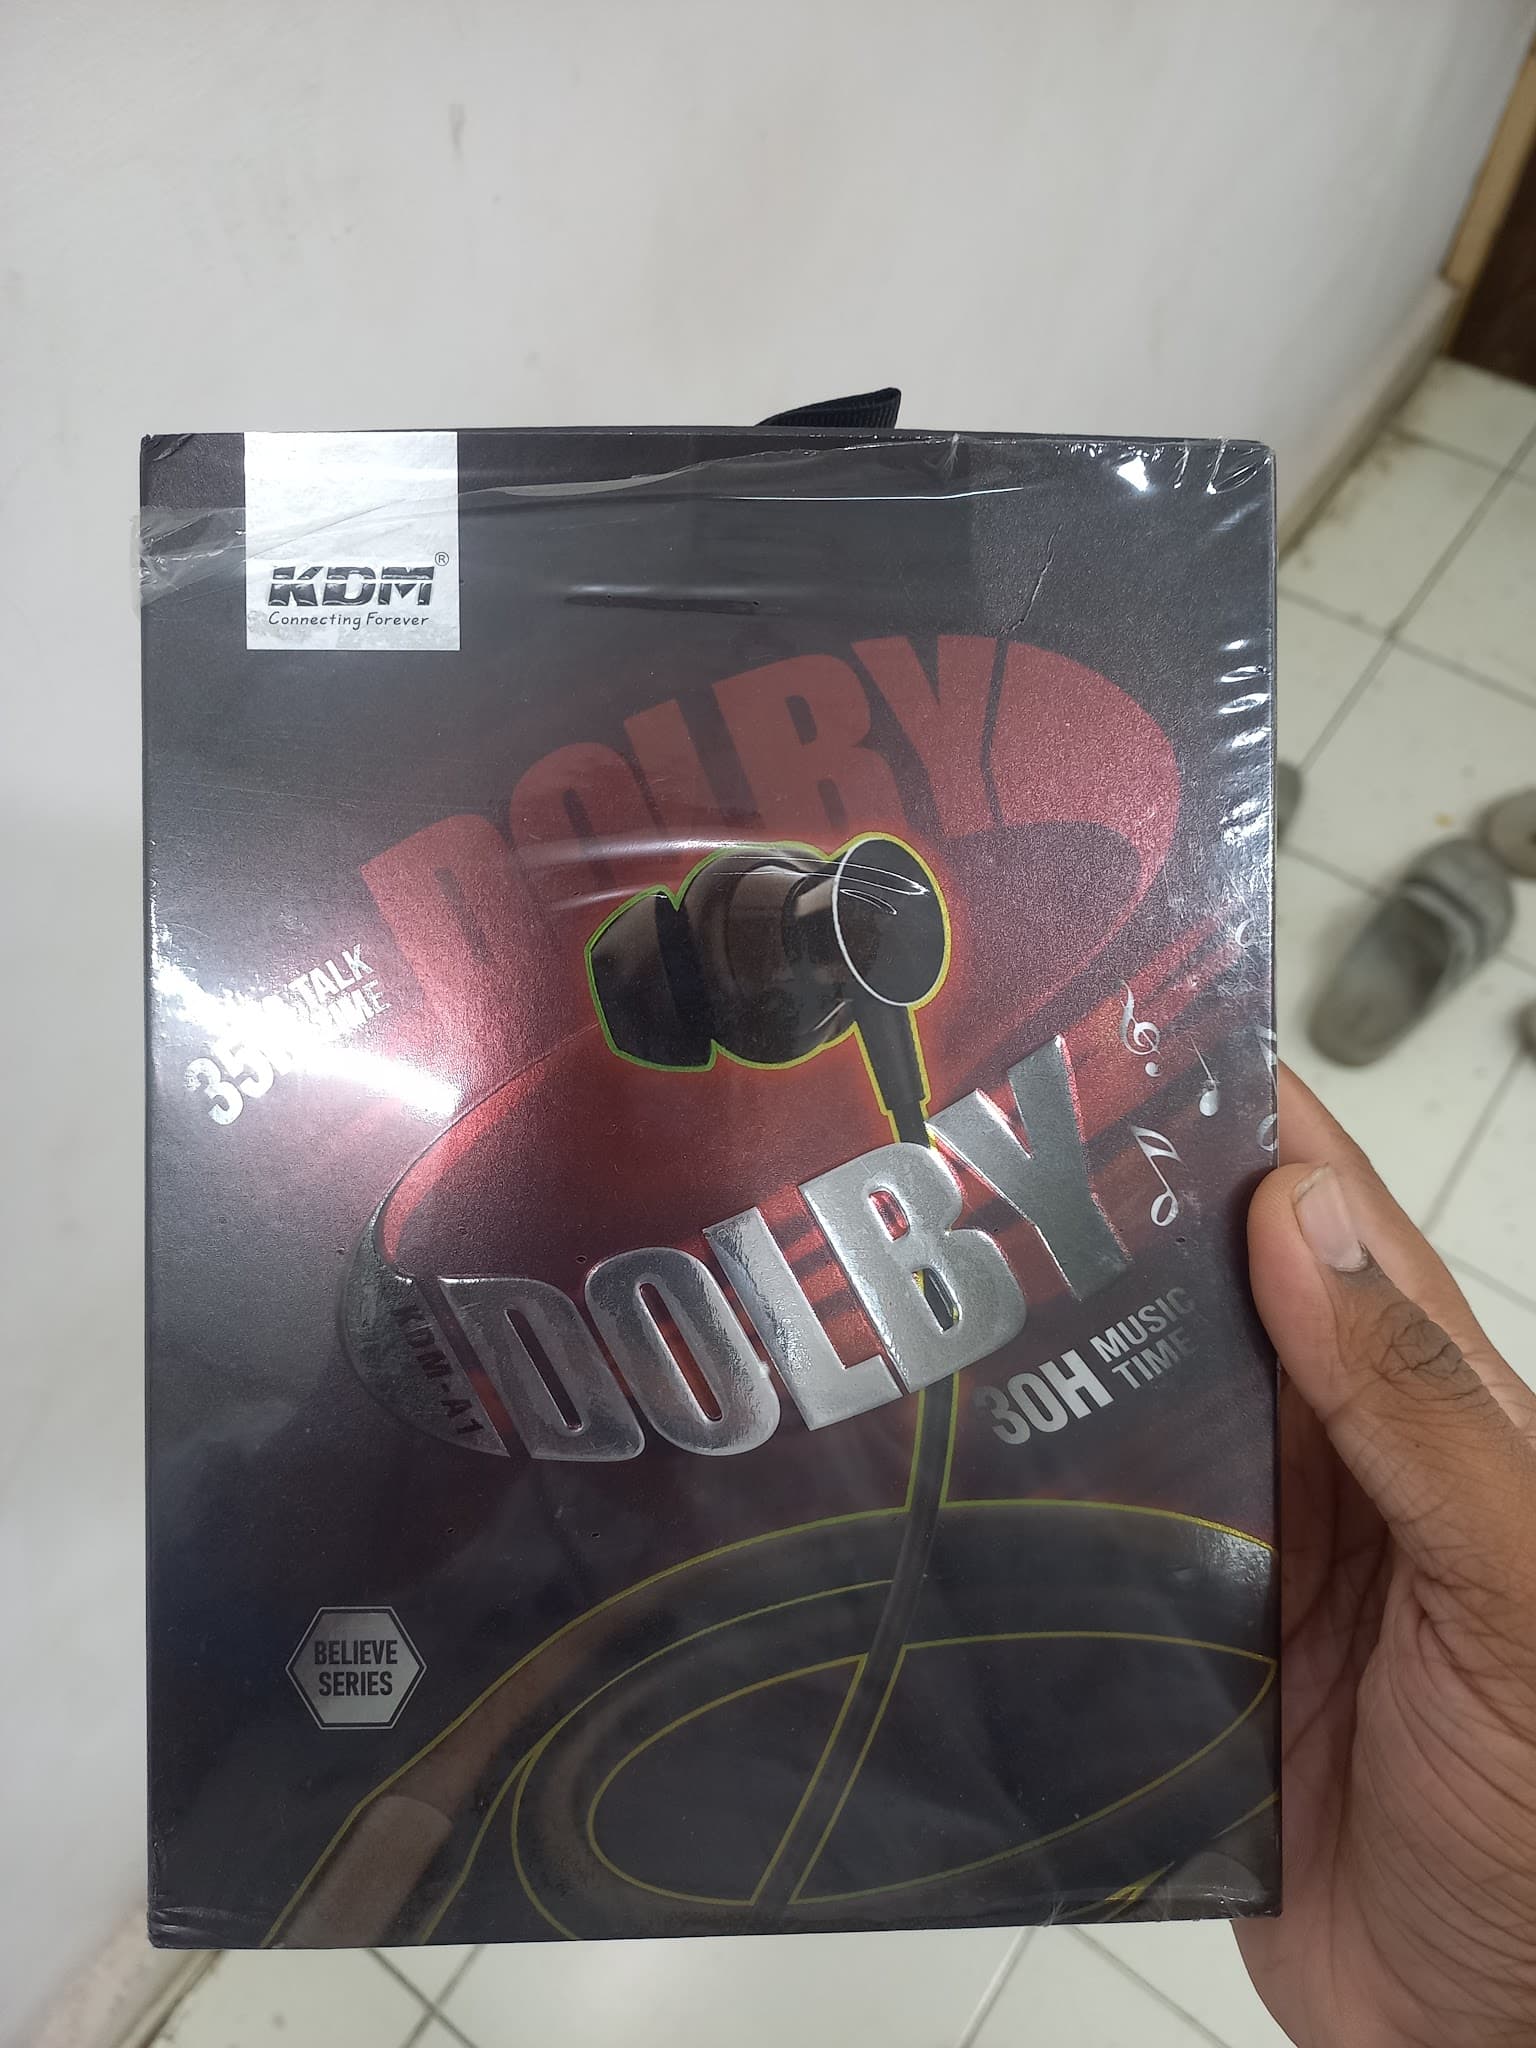 KDM®
Connecting Forever
DOLBY
TALK
TIME
DOLBY
KDM-A1
30H MUSIC
TIME
BELIEVE
SERIES